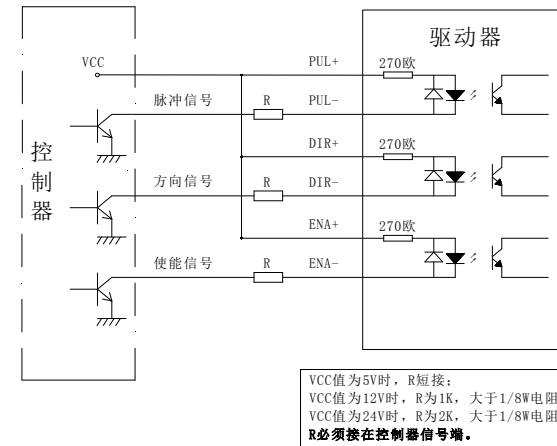 驱动器
VCC
PUL+
270欧
脉冲信号
R
PUL-
DIR+
270欧
控制器
方向信号
R
DIR-
ENA+
270欧
使能信号
R
ENA-
VCC值为5V时，R短接；
VCC值为12V时，R为1K，大于1/8W电阻
VCC值为24V时，R为2K，大于1/8W电阻
R必须接在控制器信号端。